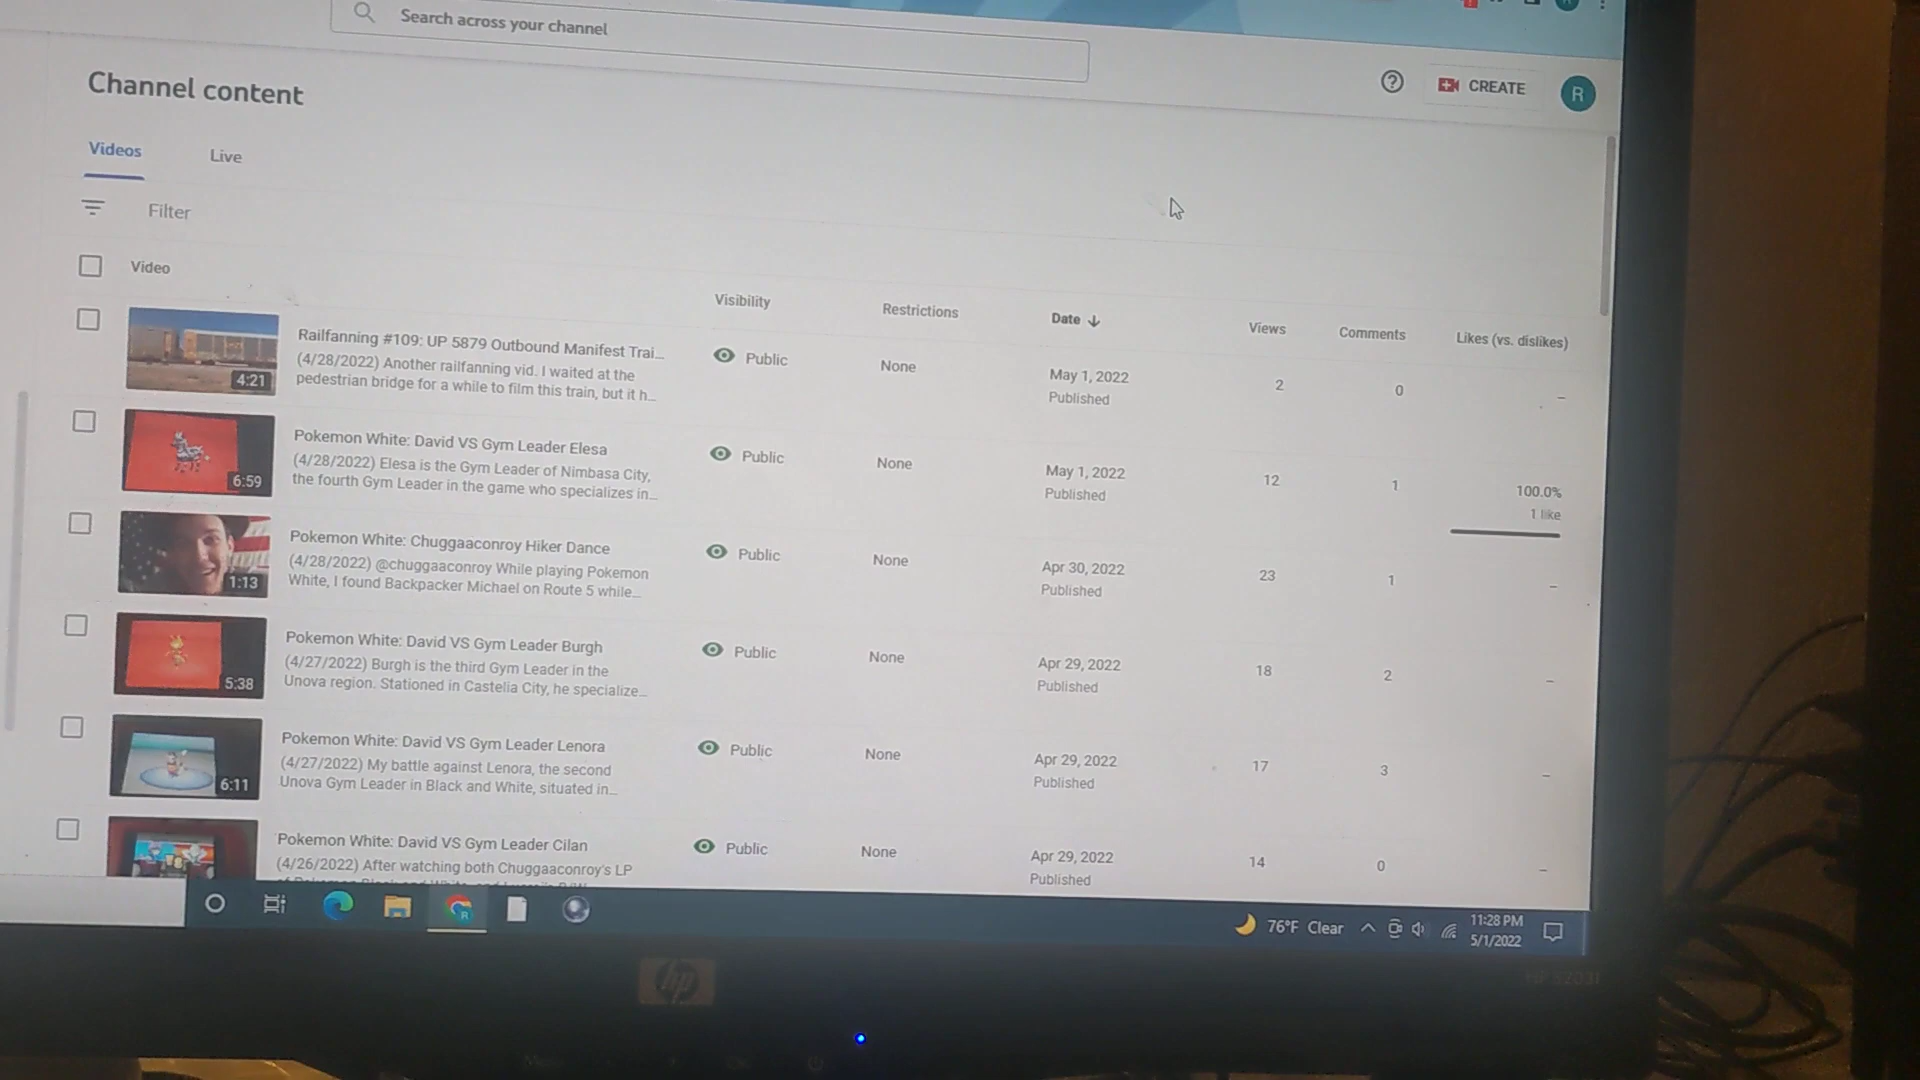 Search across your channel
CREATE
R
Channel content
Videos
Live
Filter
Video
Visibility
Restrictions
Date
Views
Comments
Likes (vs. dislikes)
4:21
Railfanning #109: UP 5879 Outbound Manifest Trai...
(4/28/2022) Another railfanning vid. I waited at the
pedestrian bridge for a while to film this train, but it h...
Public
None
May 1, 2022
Published
2
0
–
6:59
Pokemon White: David VS Gym Leader Elesa
(4/28/2022) Elesa is the Gym Leader of Nimbasa City,
the fourth Gym Leader in the game who specializes in...
Public
None
May 1, 2022
Published
12
1
100.0%
1 like
1:13
Pokemon White: Chuggaaconroy Hiker Dance
(4/28/2022) @chuggaaconroy While playing Pokemon
White, I found Backpacker Michael on Route 5 while...
Public
None
Apr 30, 2022
Published
23
1
–
5:38
Pokemon White: David VS Gym Leader Burgh
(4/27/2022) Burgh is the third Gym Leader in the
Unova region. Stationed in Castelia City, he specialize...
Public
None
Apr 29, 2022
Published
18
2
–
6:11
Pokemon White: David VS Gym Leader Lenora
(4/27/2022) My battle against Lenora, the second
Unova Gym Leader in Black and White, situated in...
Public
None
Apr 29, 2022
Published
17
3
–
Pokemon White: David VS Gym Leader Cilan
(4/26/2022) After watching both Chuggaaconroy's LP
Public
None
Apr 29, 2022
Published
14
0
–
76°F Clear
11:28 PM
5/1/2022
hp